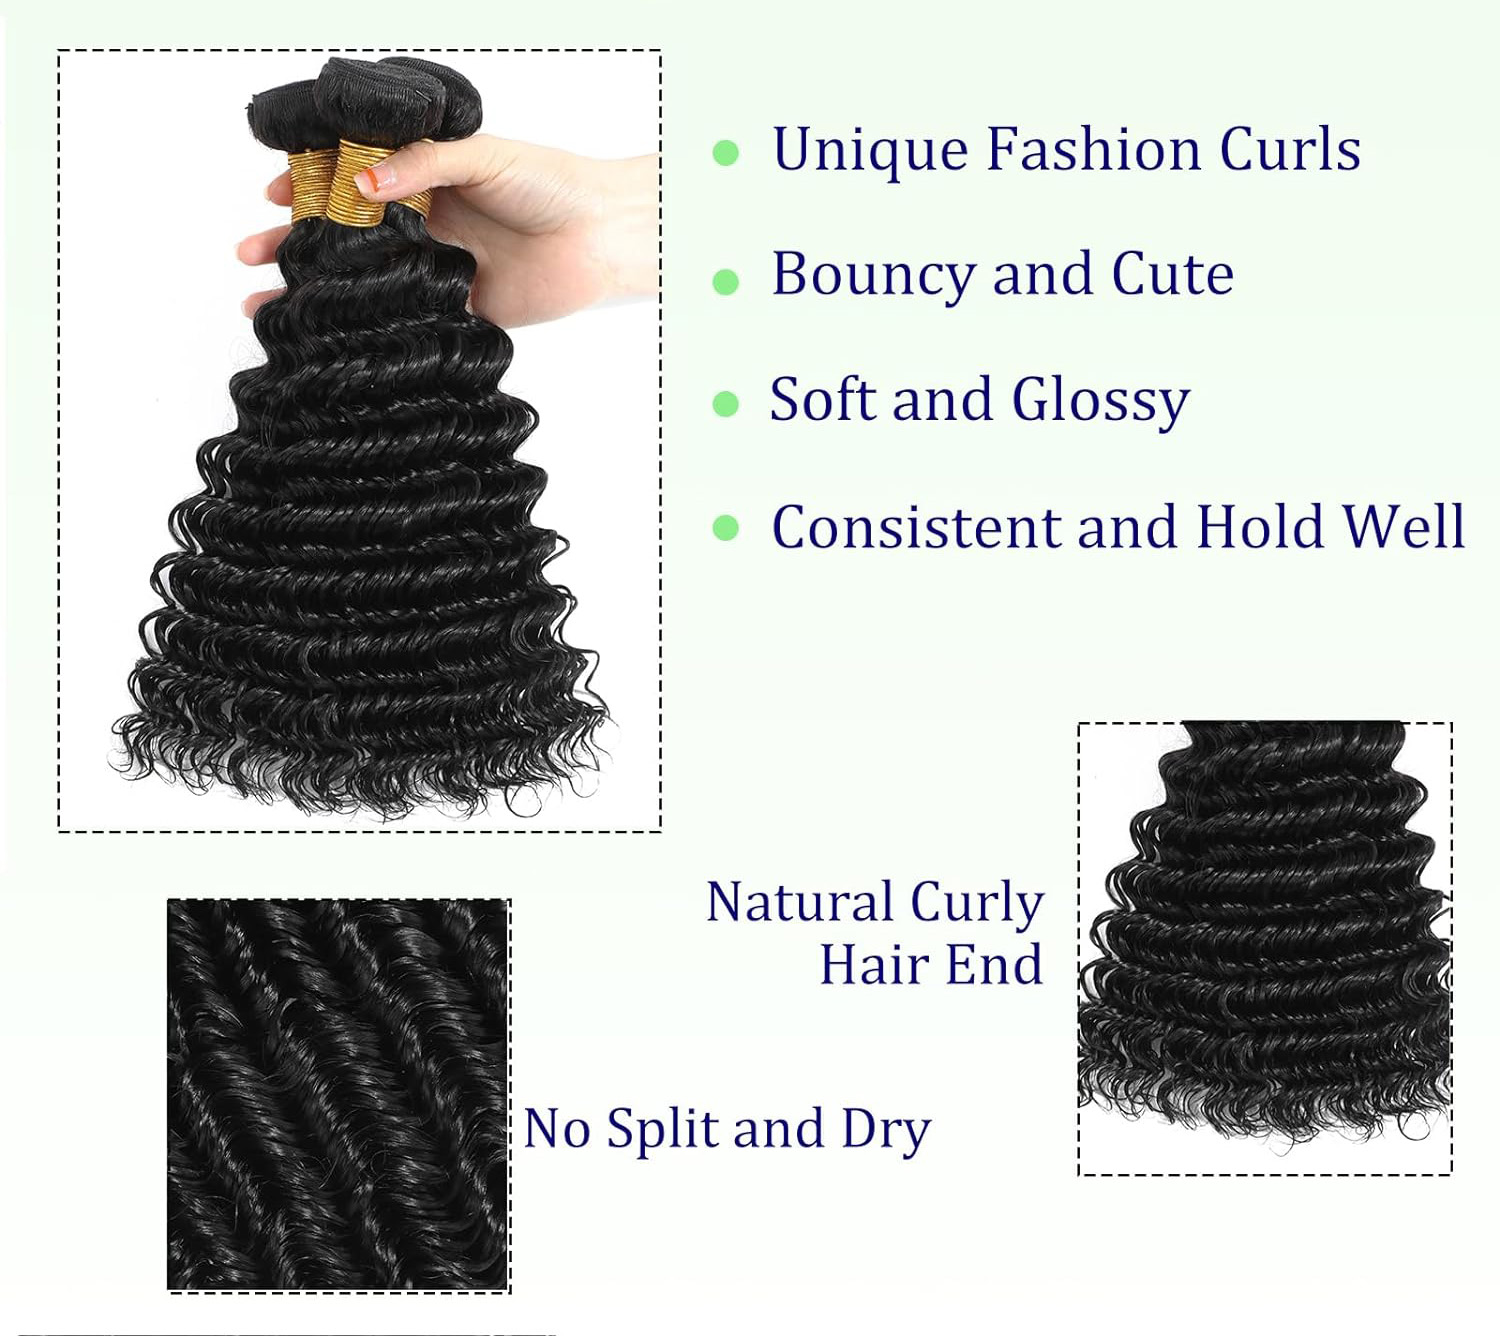 Unique Fashion Curls
Bouncy and Cute
Soft and Glossy
Consistent and Hold Well
Natural Curly
Hair End
No Split and Dry